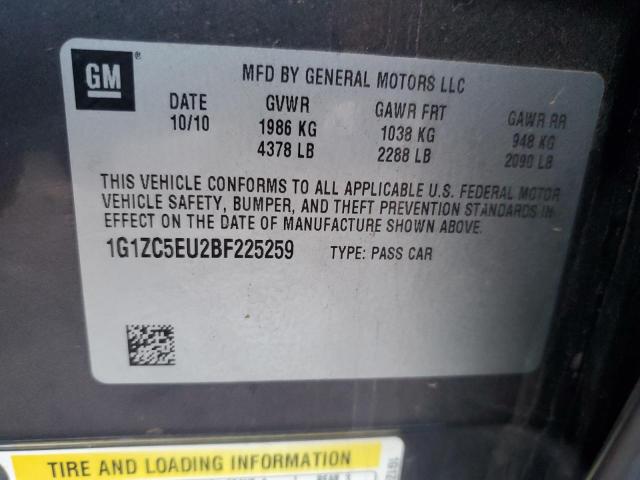 GM ®
MFD BY GENERAL MOTORS LLC
DATE GVWR GAWR FRT GAWR RR
10/10 1986 KG 1038 KG 948 KG
4378 LB 2288 LB 2090 LB
THIS VEHICLE CONFORMS TO ALL APPLICABLE U.S. FEDERAL MOTOR
VEHICLE SAFETY, BUMPER, AND THEFT PREVENTION STANDARDS IN
EFFECT ON THE DATE OF MANUFACTURE SHOWN ABOVE.
1G1ZC5EU2BF225259 TYPE: PASS CAR
TIRE AND LOADING INFORMATION